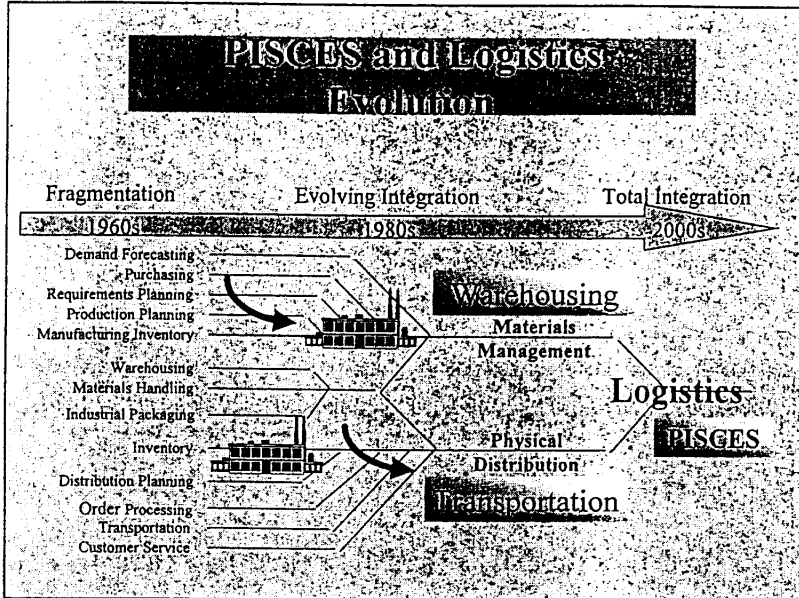 PISCES and Logistics
Evolution
Fragmentation
Evolving Integration
Total Integration
1960s
1980s
2000s
Demand Forecasting
Purchasing
Requirements Planning
Production Planning
Manufacturing Inventory
Warehousing
Materials Handling
Industrial Packaging
Inventory
Distribution Planning
Order Processing
Transportation
Customer Service
Warehousing
Materials
Management
Logistics
PISCES
Physical
Distribution
Transportation